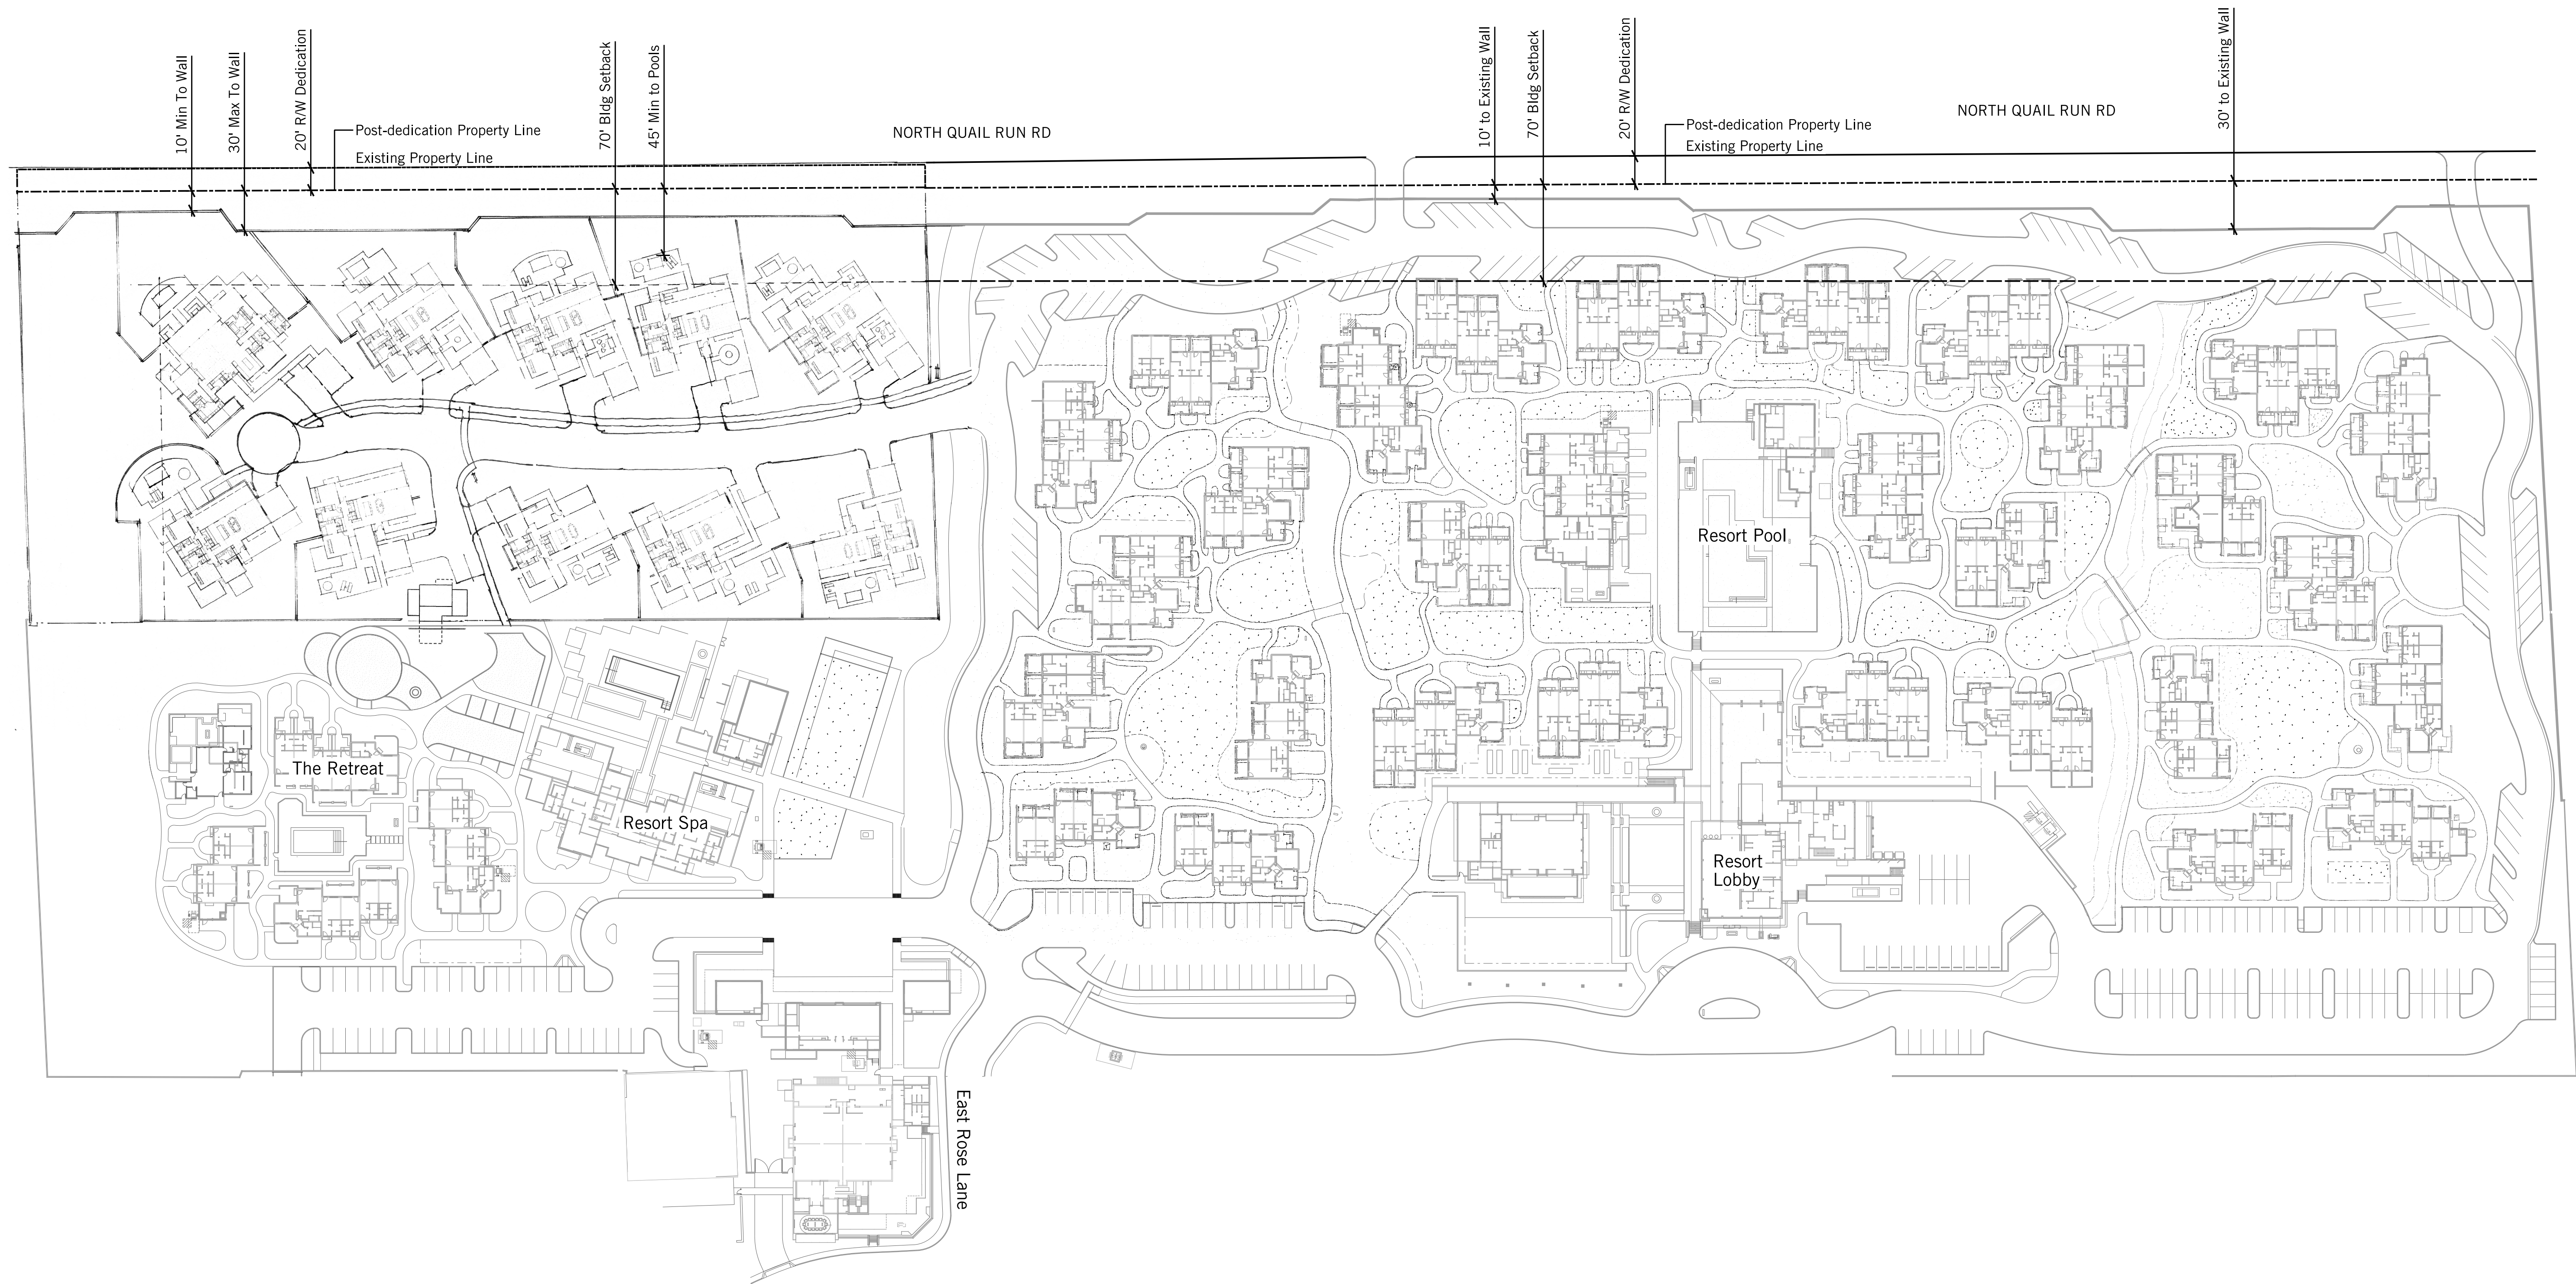 10' Min To Wall
30' Max To Wall
20' R/W Dedication
70' Bldg Setback
45' Min to Pools
10' to Existing Wall
70' Bldg Setback
20' R/W Dedication
30' to Existing Wall
Post-dedication Property Line
Existing Property Line
NORTH QUAIL RUN RD
Post-dedication Property Line
Existing Property Line
NORTH QUAIL RUN RD
Resort Pool
The Retreat
Resort Spa
Resort
Lobby
East Rose Lane